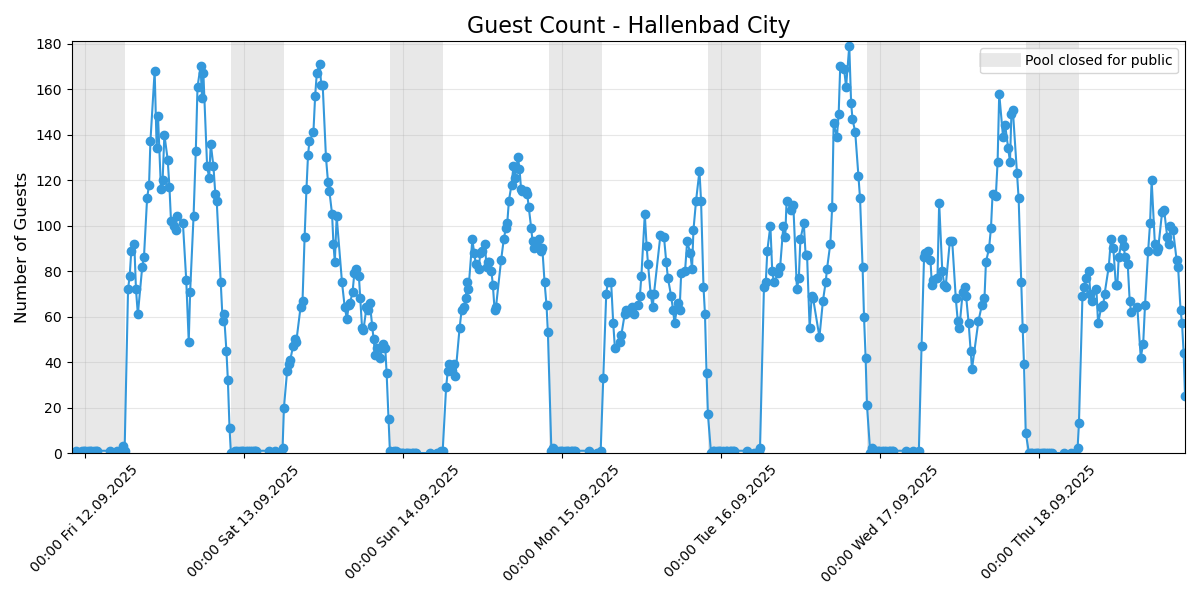 Guest Count - Hallenbad City
Pool closed for public
Number of Guests
180
160
140
120
100
80
60
40
20
0
00:00 Fri 12.09.2025
00:00 Sat 13.09.2025
00:00 Sun 14.09.2025
00:00 Mon 15.09.2025
00:00 Tue 16.09.2025
00:00 Wed 17.09.2025
00:00 Thu 18.09.2025